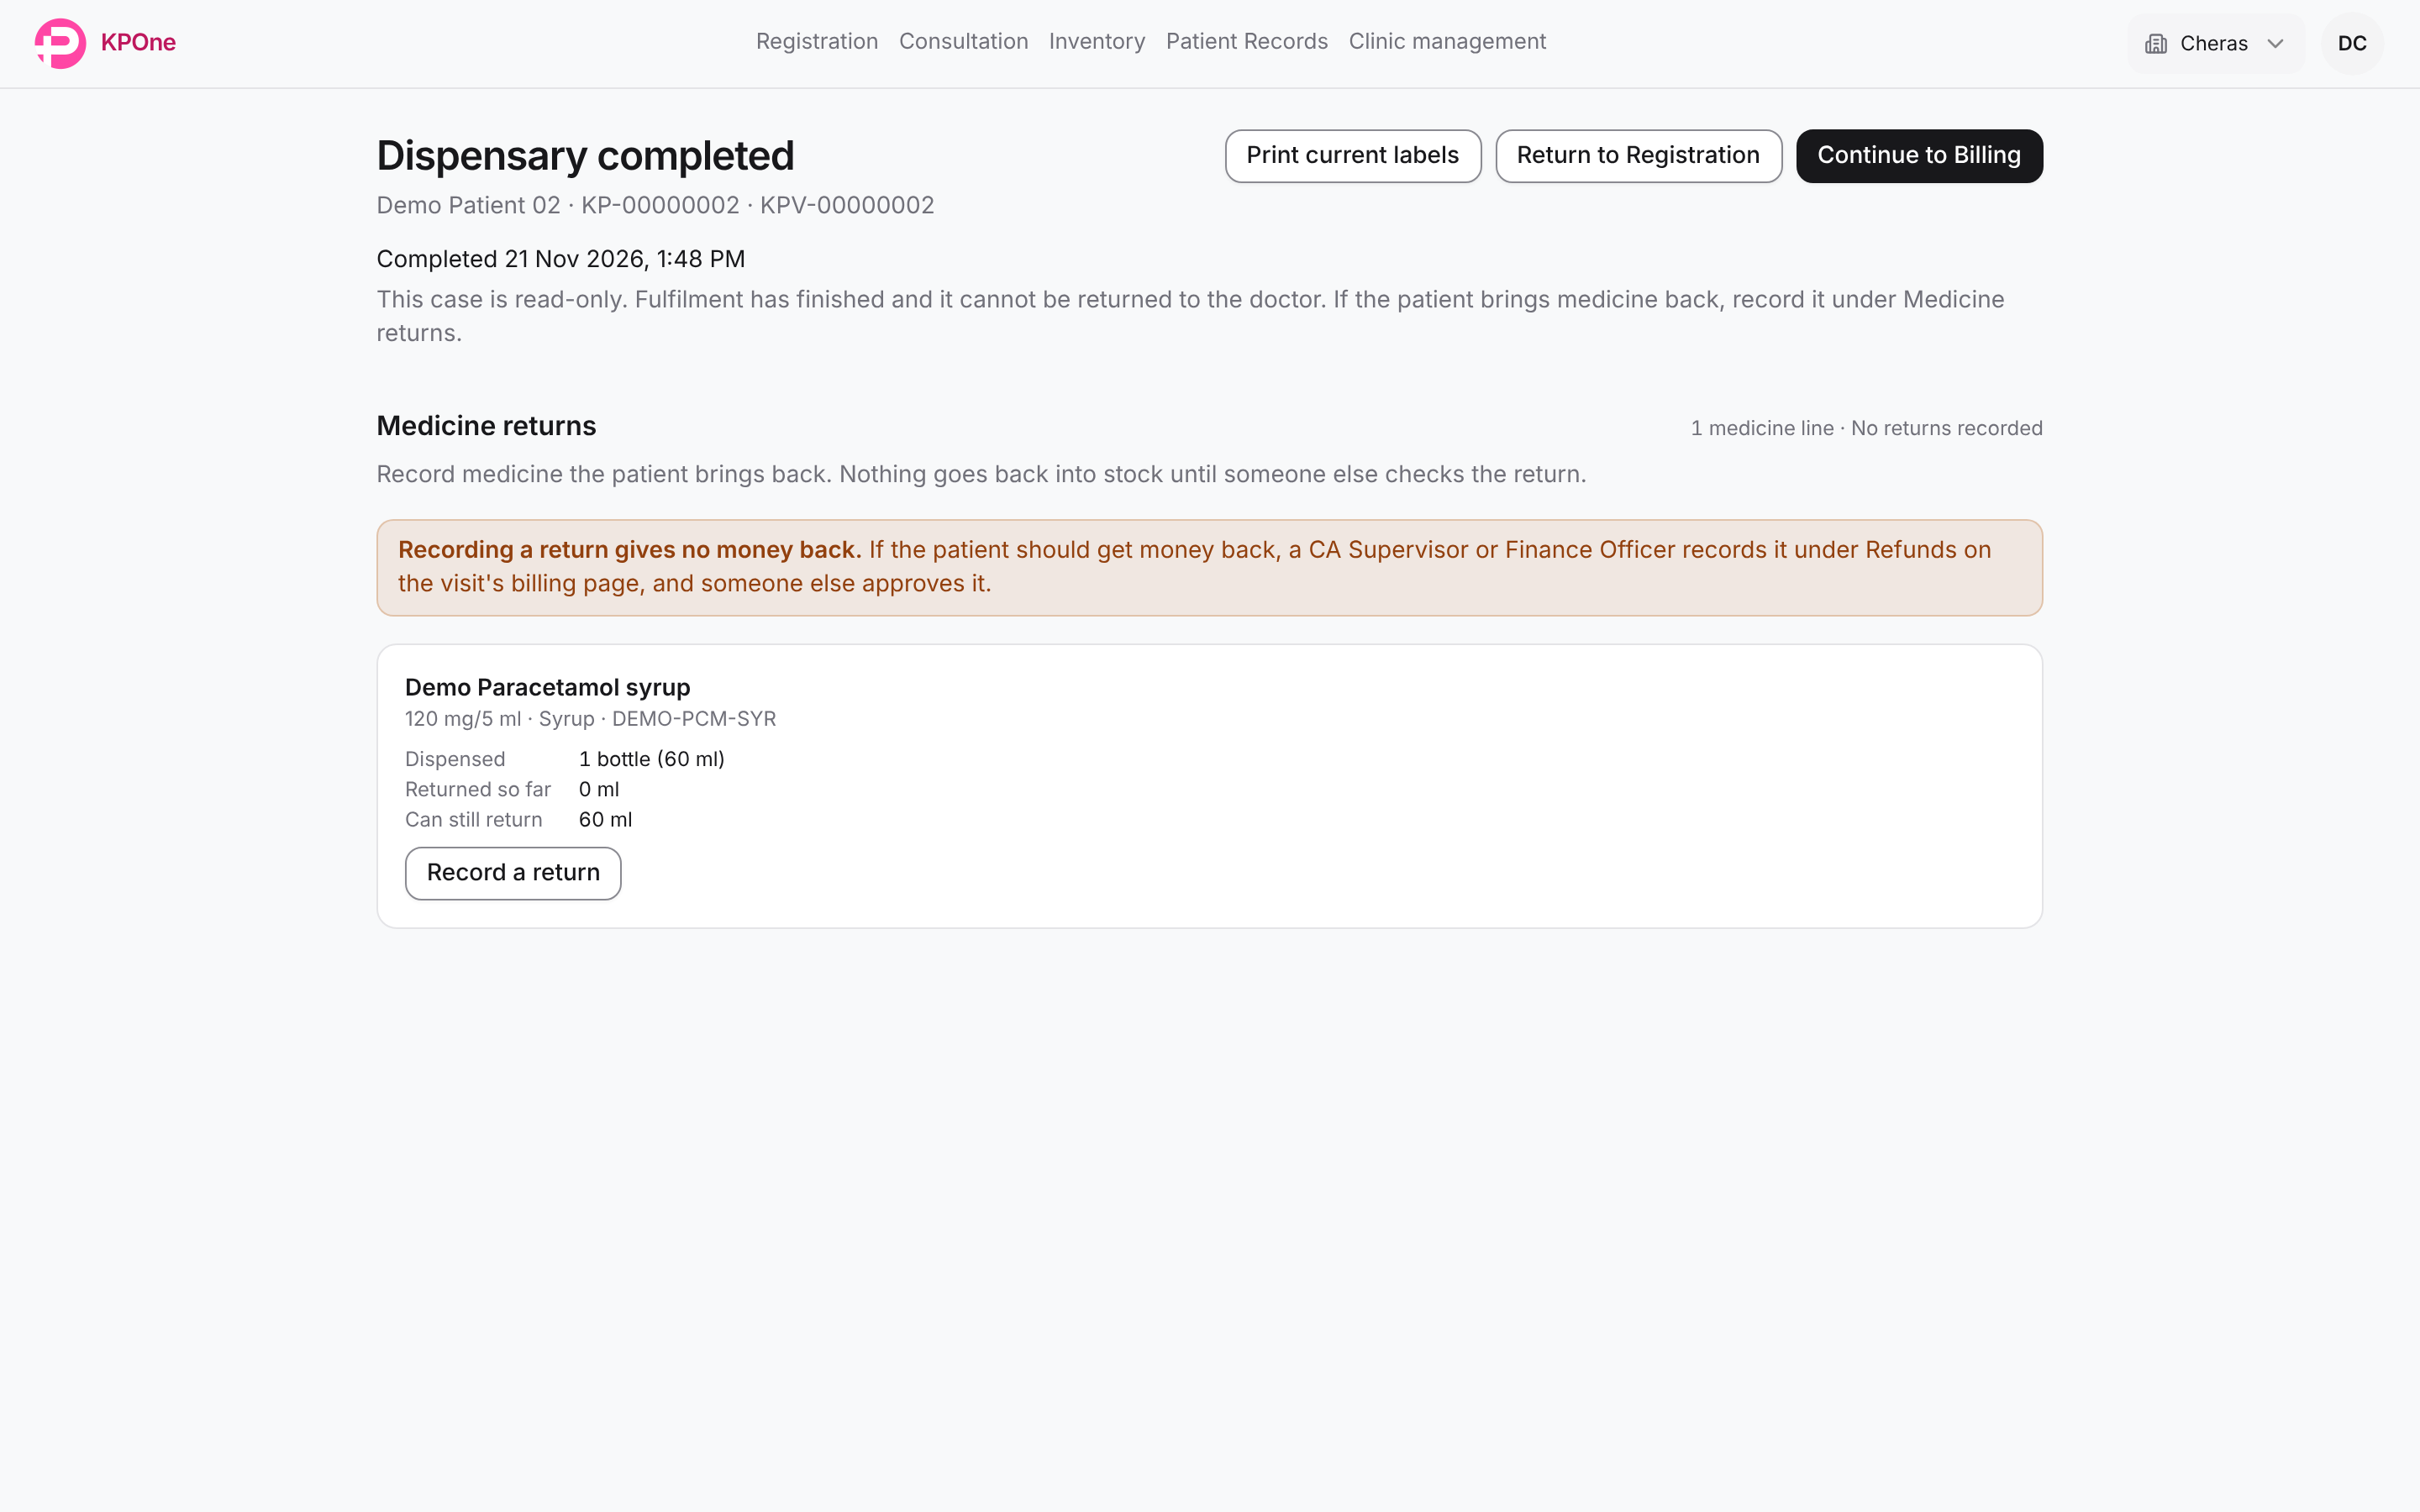 KPOne
Registration
Consultation
Inventory
Patient Records
Clinic management
Cheras
DC
Dispensary completed
Print current labels
Return to Registration
Continue to Billing
Demo Patient 02 · KP-00000002 · KPV-00000002
Completed 21 Nov 2026, 1:48 PM
This case is read-only. Fulfilment has finished and it cannot be returned to the doctor. If the patient brings medicine back, record it under Medicine
returns.
Medicine returns
1 medicine line · No returns recorded
Record medicine the patient brings back. Nothing goes back into stock until someone else checks the return.
Recording a return gives no money back. If the patient should get money back, a CA Supervisor or Finance Officer records it under Refunds on
the visit's billing page, and someone else approves it.
Demo Paracetamol syrup
120 mg/5 ml · Syrup · DEMO-PCM-SYR
Dispensed 1 bottle (60 ml)
Returned so far 0 ml
Can still return 60 ml
Record a return